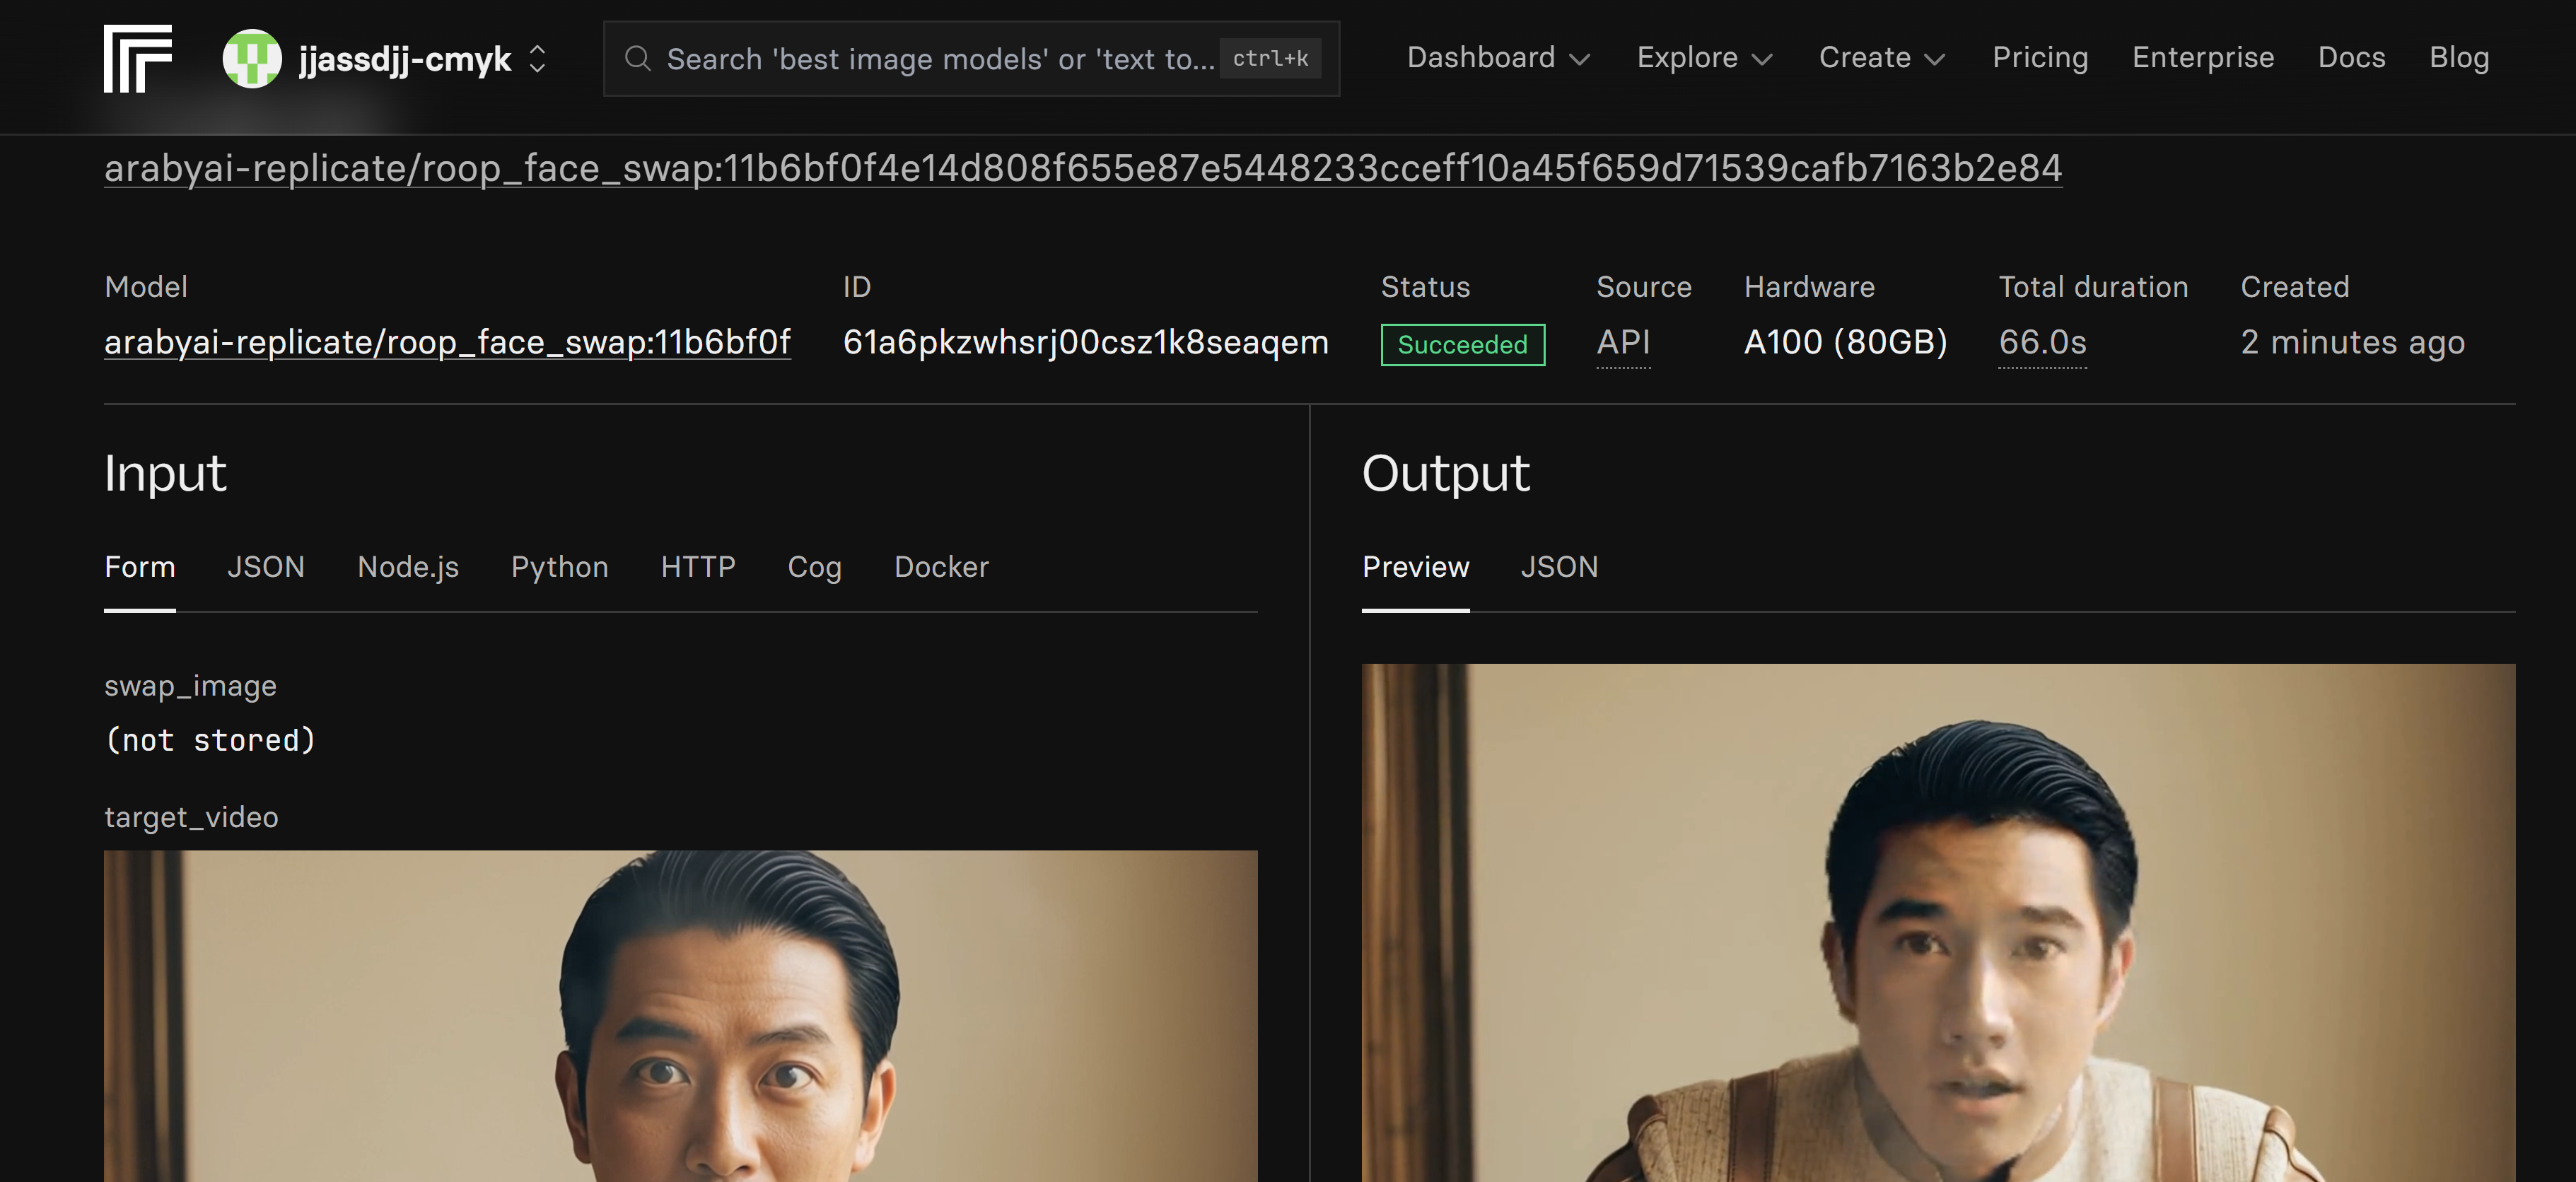 jjassdjj-cmyk
Search 'best image models' or 'text to... ctrl+k
Dashboard Explore Create Pricing Enterprise Docs Blog
arabyai-replicate/roop_face_swap:11b6bf0f4e14d808f655e87e5448233cceff10a45f659d71539cafb7163b2e84
Model ID Status Source Hardware Total duration Created
arabyai-replicate/roop_face_swap:11b6bf0f 61a6pkzwhsrj00csz1k8seaqem Succeeded API A100 (80GB) 66.0s 2 minutes ago
Input
Form JSON Node.js Python HTTP Cog Docker
swap_image
(not stored)
target_video
Output
Preview JSON